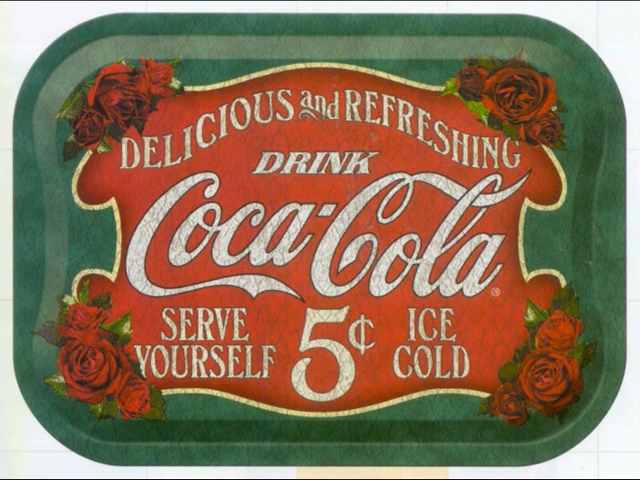 DELICIOUS and REFRESHING
DRINK
Coca-Cola®
SERVE YOURSELF
5¢
ICE COLD